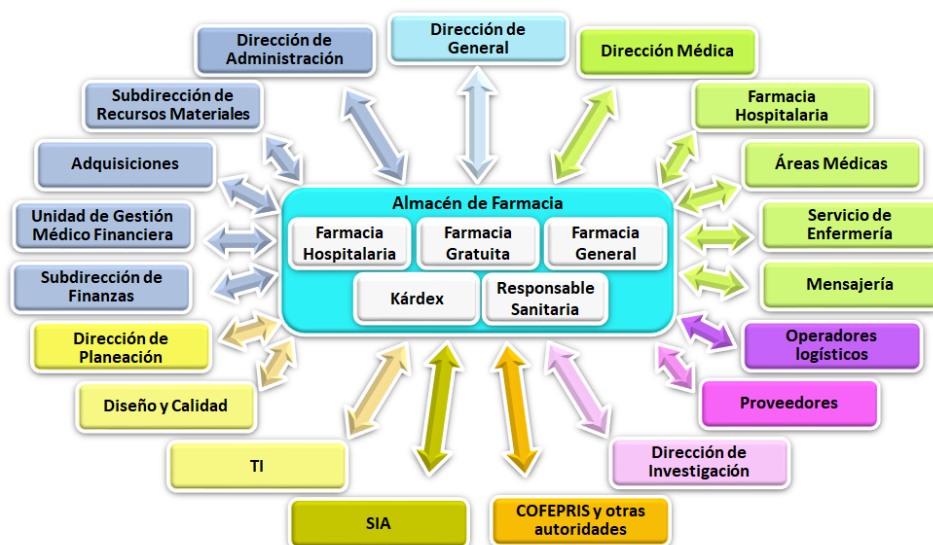 Dirección de
Administración
Dirección de
General
Dirección Médica
Subdirección de
Recursos Materiales
Farmacia
Hospitalaria
Adquisiciones
Áreas Médicas
Unidad de Gestión
Médico Financiera
Servicio de
Enfermería
Subdirección de
Finanzas
Mensajería
Almacén de Farmacia
Farmacia
Hospitalaria
Farmacia
Gratuita
Farmacia
General
Kárdex
Responsable
Sanitaria
Dirección de
Planeación
Operadores
logísticos
Diseño y Calidad
Proveedores
TI
Dirección de
Investigación
SIA
COFEPRIS y otras
autoridades